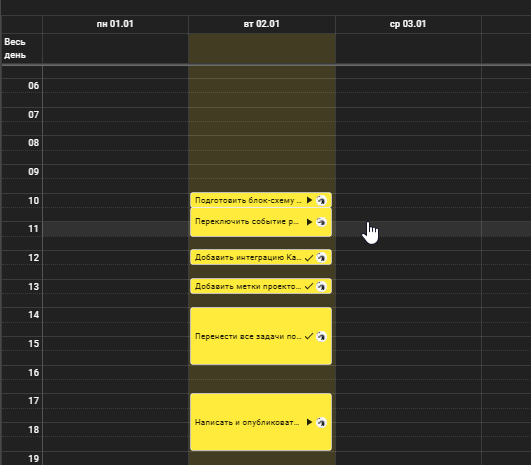 пн 01.01 вт 02.01 ср 03.01
Весь
день
06
07
08
09
10 Подготовить блок-схему ...
Переключить событие р...
11
12 Добавить интеграцию Ка...
13 Добавить метки проекто...
14
Перенести все задачи по...
15
16
17
Написать и опубликоват...
18
19